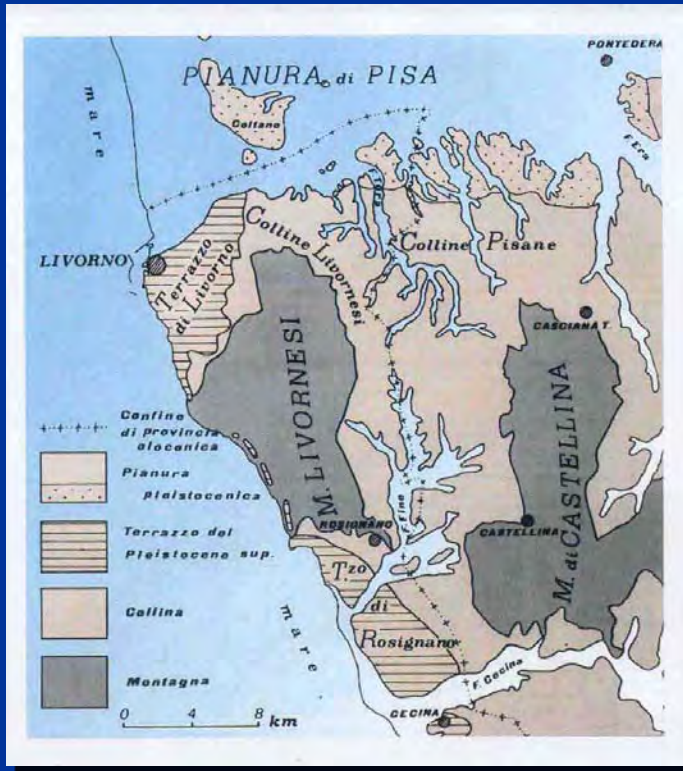 PONTEDERA
PIANURA di PISA
mare
Coltano
F. Era
Colline Livornesi
Colline Pisane
LIVORNO
Terrazzo
di Livorno
CASCIANA T.
M. LIVORNESI
M. di CASTELLINA
Confine
di provincia
olocenica
Pianura
pleistocenica
Terrazzo del
Pleistocene sup.
Collina
Montagna
F. Fine
ROSIGNANO
CASTELLINA
T.zo
di
Rosignano
mare
F. Cecina
CECINA
0 4 8 km